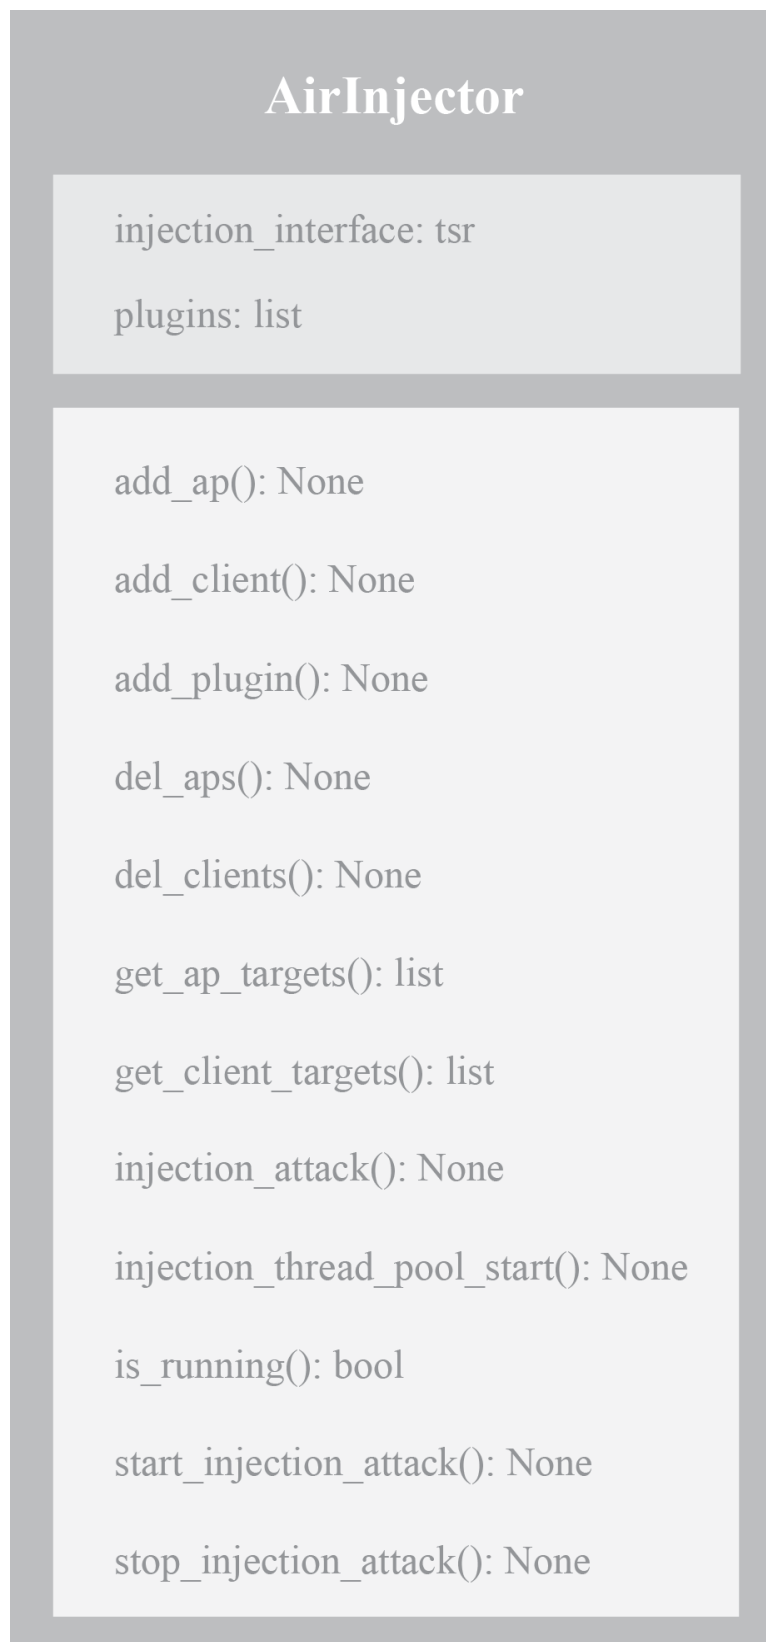 AirInjector
injection_interface: tsr
plugins: list
add_ap(): None
add_client(): None
add_plugin(): None
del_aps(): None
del_clients(): None
get_ap_targets(): list
get_client_targets(): list
injection_attack(): None
injection_thread_pool_start(): None
is_running(): bool
start_injection_attack(): None
stop_injection_attack(): None